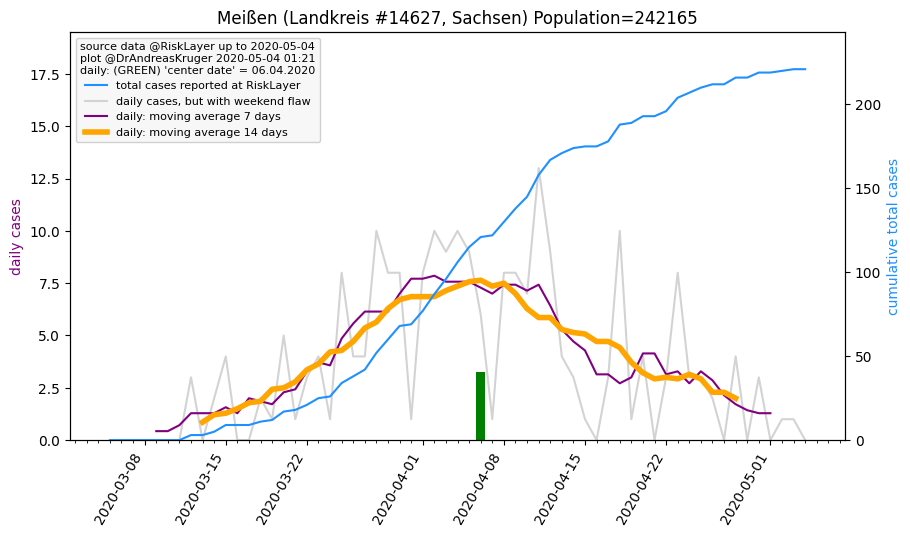 Meißen (Landkreis #14627, Sachsen) Population=242165
source data @RiskLayer up to 2020-05-04
plot @DrAndreasKruger 2020-05-04 01:21
daily: (GREEN) 'center date' = 06.04.2020
total cases reported at RiskLayer
daily cases, but with weekend flaw
daily: moving average 7 days
daily: moving average 14 days
daily cases
17.5
15.0
12.5
10.0
7.5
5.0
2.5
0.0
200
150
100
50
0
cumulative total cases
2020-03-08
2020-03-15
2020-03-22
2020-04-01
2020-04-08
2020-04-15
2020-04-22
2020-05-01